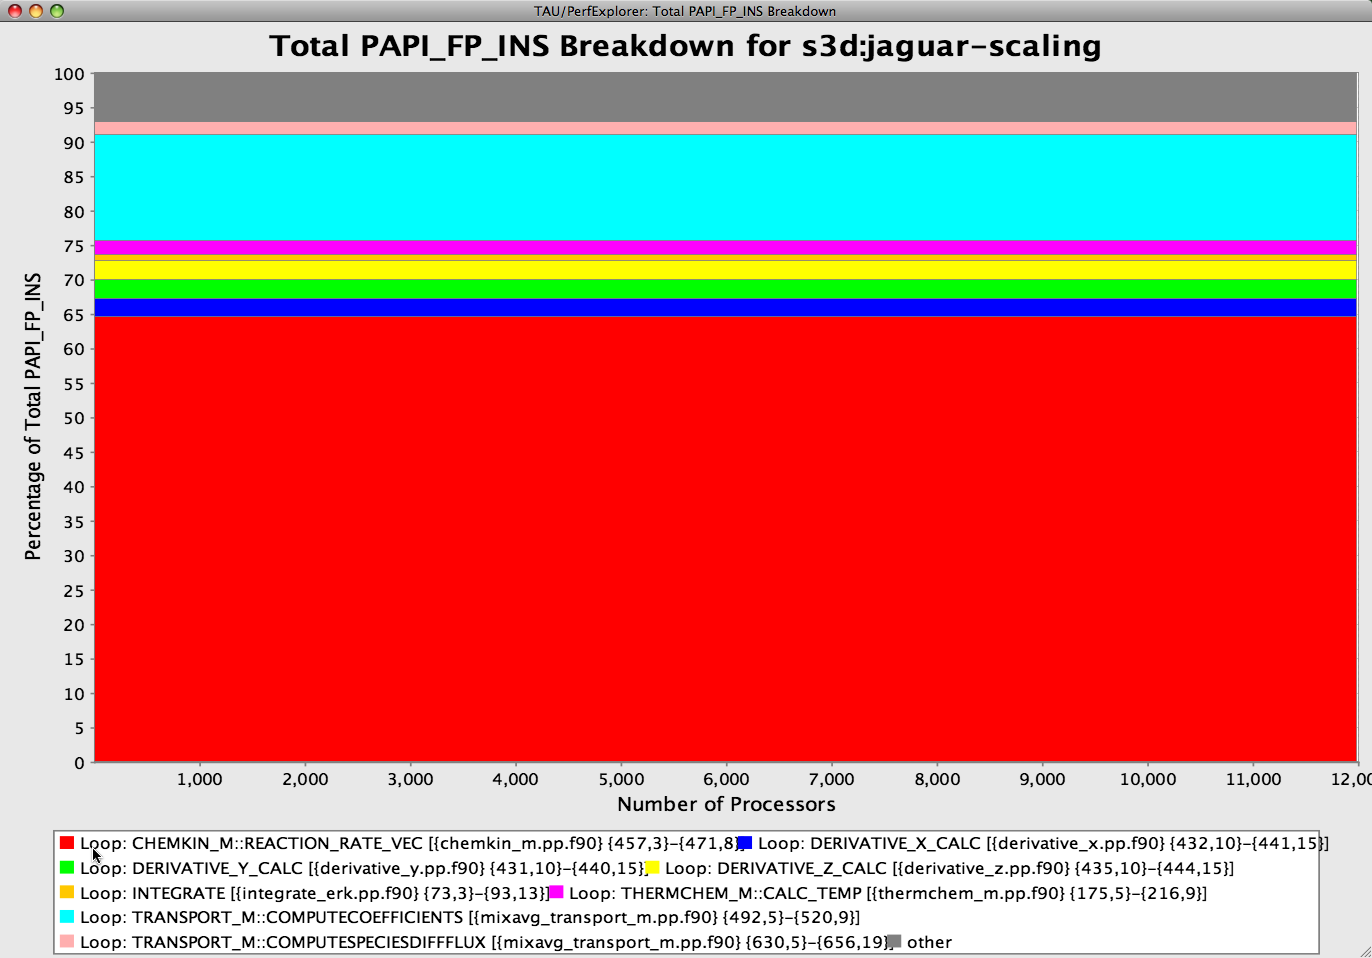 TAU/PerfExplorer: Total PAPI_FP_INS Breakdown
Total PAPI_FP_INS Breakdown for s3d:jaguar-scaling
Percentage of Total PAPI_FP_INS
100
95
90
85
80
75
70
65
60
55
50
45
40
35
30
25
20
15
10
5
0
1,000 2,000 3,000 4,000 5,000 6,000 7,000 8,000 9,000 10,000 11,000 12,00
Number of Processors
Loop: CHEMKIN_M::REACTION_RATE_VEC [{chemkin_m.pp.f90} {457,3}-{471,8}] Loop: DERIVATIVE_X_CALC [{derivative_x.pp.f90} {432,10}-{441,15}]
Loop: DERIVATIVE_Y_CALC [{derivative_y.pp.f90} {431,10}-{440,15}] Loop: DERIVATIVE_Z_CALC [{derivative_z.pp.f90} {435,10}-{444,15}]
Loop: INTEGRATE [{integrate_erk.pp.f90} {73,3}-{93,13}] Loop: THERMCHEM_M::CALC_TEMP [{thermchem_m.pp.f90} {175,5}-{216,9}]
Loop: TRANSPORT_M::COMPUTECOEFFICIENTS [{mixavg_transport_m.pp.f90} {492,5}-{520,9}]
Loop: TRANSPORT_M::COMPUTESPECIESDIFFFLUX [{mixavg_transport_m.pp.f90} {630,5}-{656,19}] other